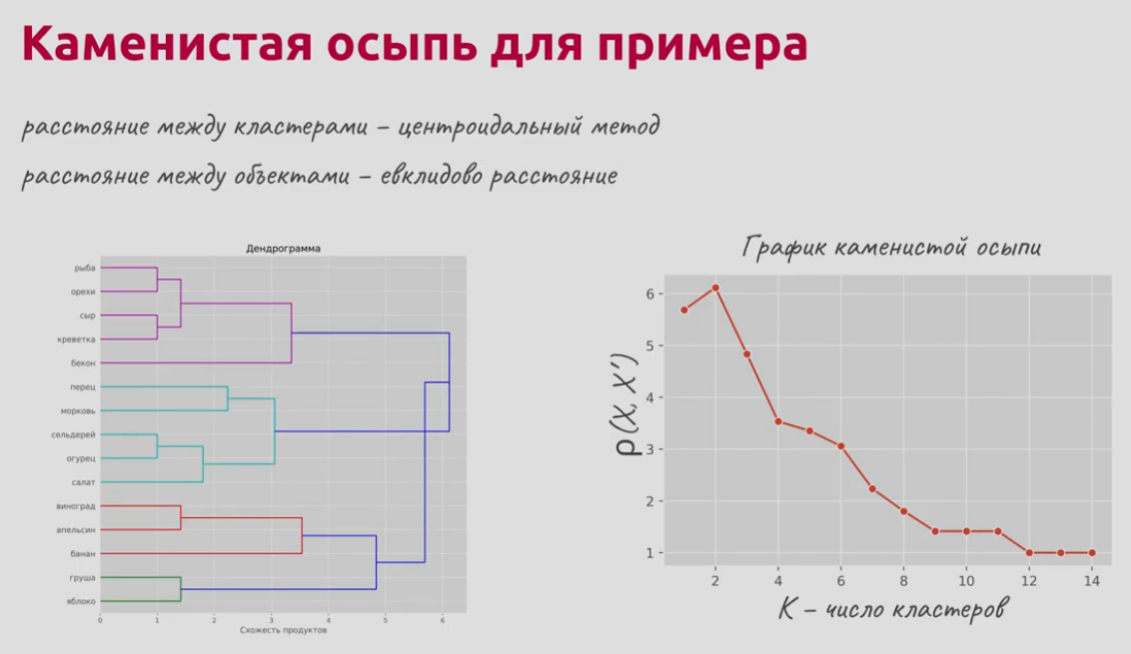 Каменистая осыпь для примера
расстояние между кластерами – центроидальный метод
расстояние между объектами – евклидово расстояние
Дендрограмма
рыба
орехи
сыр
креветка
бекон
перец
морковь
сельдерей
огурец
салат
виноград
апельсин
банан
груша
яблоко
0 1 2 3 4 5 6
Схожесть продуктов
График каменистой осыпи
ρ(X, X')
6
5
4
3
2
1
2 4 6 8 10 12 14
K – число кластеров